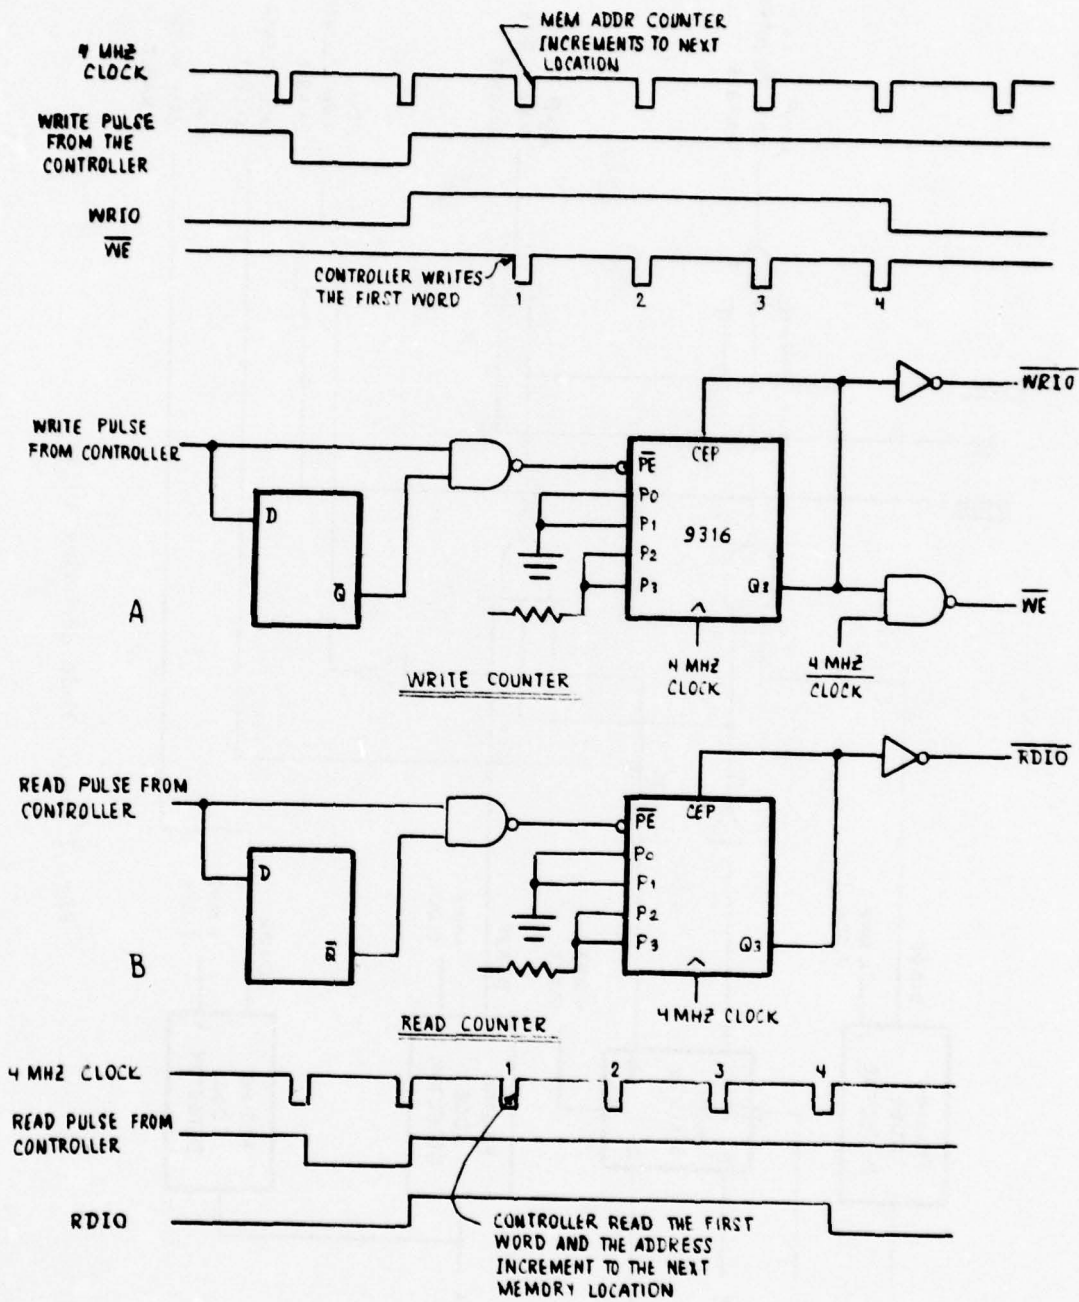 MEM ADDR COUNTER
INCREMENTS TO NEXT
LOCATION
4 MHZ
CLOCK
WRITE PULSE
FROM THE
CONTROLLER
WRIO
WE
CONTROLLER WRITES
THE FIRST WORD
1 2 3 4
WRIO
WRITE PULSE
FROM CONTROLLER
CEP
PE
P0
P1
9316
P2
P3
Q3
D
Q
A
WE
4 MHZ
CLOCK
4 MHZ
CLOCK
WRITE COUNTER
RDIO
READ PULSE FROM
CONTROLLER
CEP
PE
P0
P1
P2
P3
Q3
D
Q
B
4 MHZ CLOCK
READ COUNTER
4 MHZ CLOCK
1 2 3 4
READ PULSE FROM
CONTROLLER
RDIO
CONTROLLER READ THE FIRST
WORD AND THE ADDRESS
INCREMENT TO THE NEXT
MEMORY LOCATION